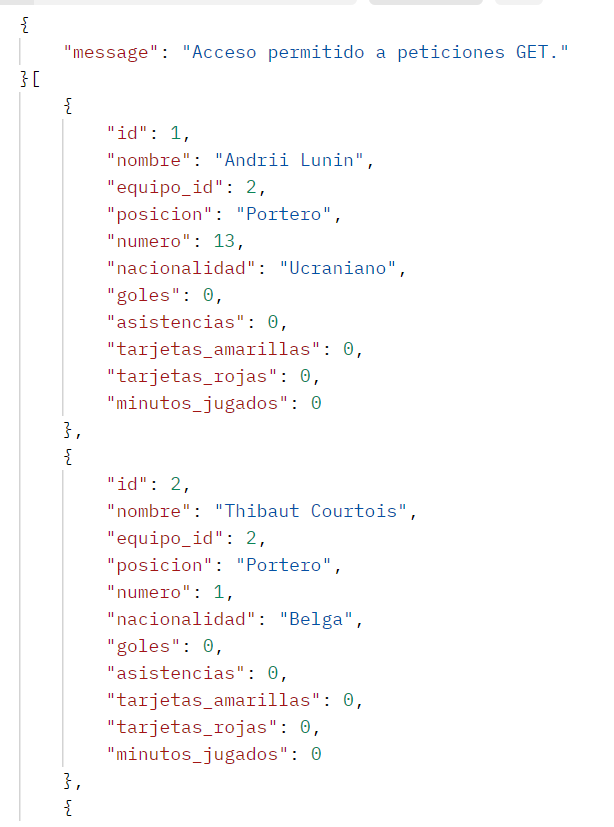 {
"message": "Acceso permitido a peticiones GET."
}[
{
"id": 1,
"nombre": "Andrii Lunin",
"equipo_id": 2,
"posicion": "Portero",
"numero": 13,
"nacionalidad": "Ucraniano",
"goles": 0,
"asistencias": 0,
"tarjetas_amarillas": 0,
"tarjetas_rojas": 0,
"minutos_jugados": 0
},
{
"id": 2,
"nombre": "Thibaut Courtois",
"equipo_id": 2,
"posicion": "Portero",
"numero": 1,
"nacionalidad": "Belga",
"goles": 0,
"asistencias": 0,
"tarjetas_amarillas": 0,
"tarjetas_rojas": 0,
"minutos_jugados": 0
},
{